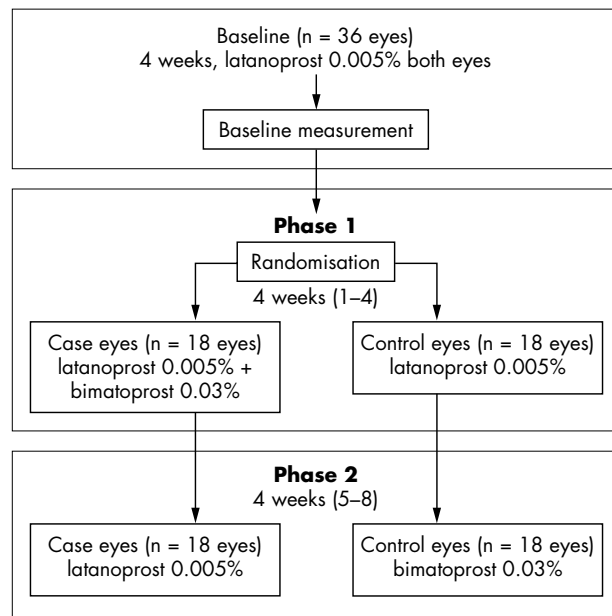 Baseline (n = 36 eyes)
4 weeks, latanoprost 0.005% both eyes
Baseline measurement
Phase 1
Randomisation
4 weeks (1–4)
Case eyes (n = 18 eyes)
latanoprost 0.005% +
bimatoprost 0.03%
Control eyes (n = 18 eyes)
latanoprost 0.005%
Phase 2
4 weeks (5–8)
Case eyes (n = 18 eyes)
latanoprost 0.005%
Control eyes (n = 18 eyes)
bimatoprost 0.03%